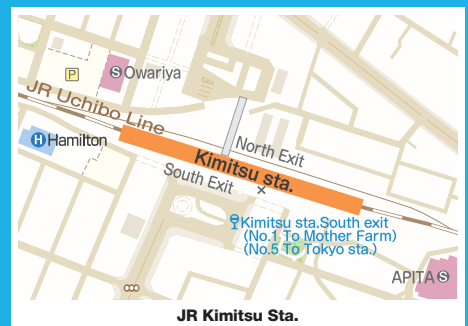 P
S Owariya
JR Uchibo Line
H Hamilton
North Exit
Kimitsu sta.
South Exit
Kimitsu sta.South exit
(No.1 To Mother Farm)
(No.5 To Tokyo sta.)
APITA S
JR Kimitsu Sta.